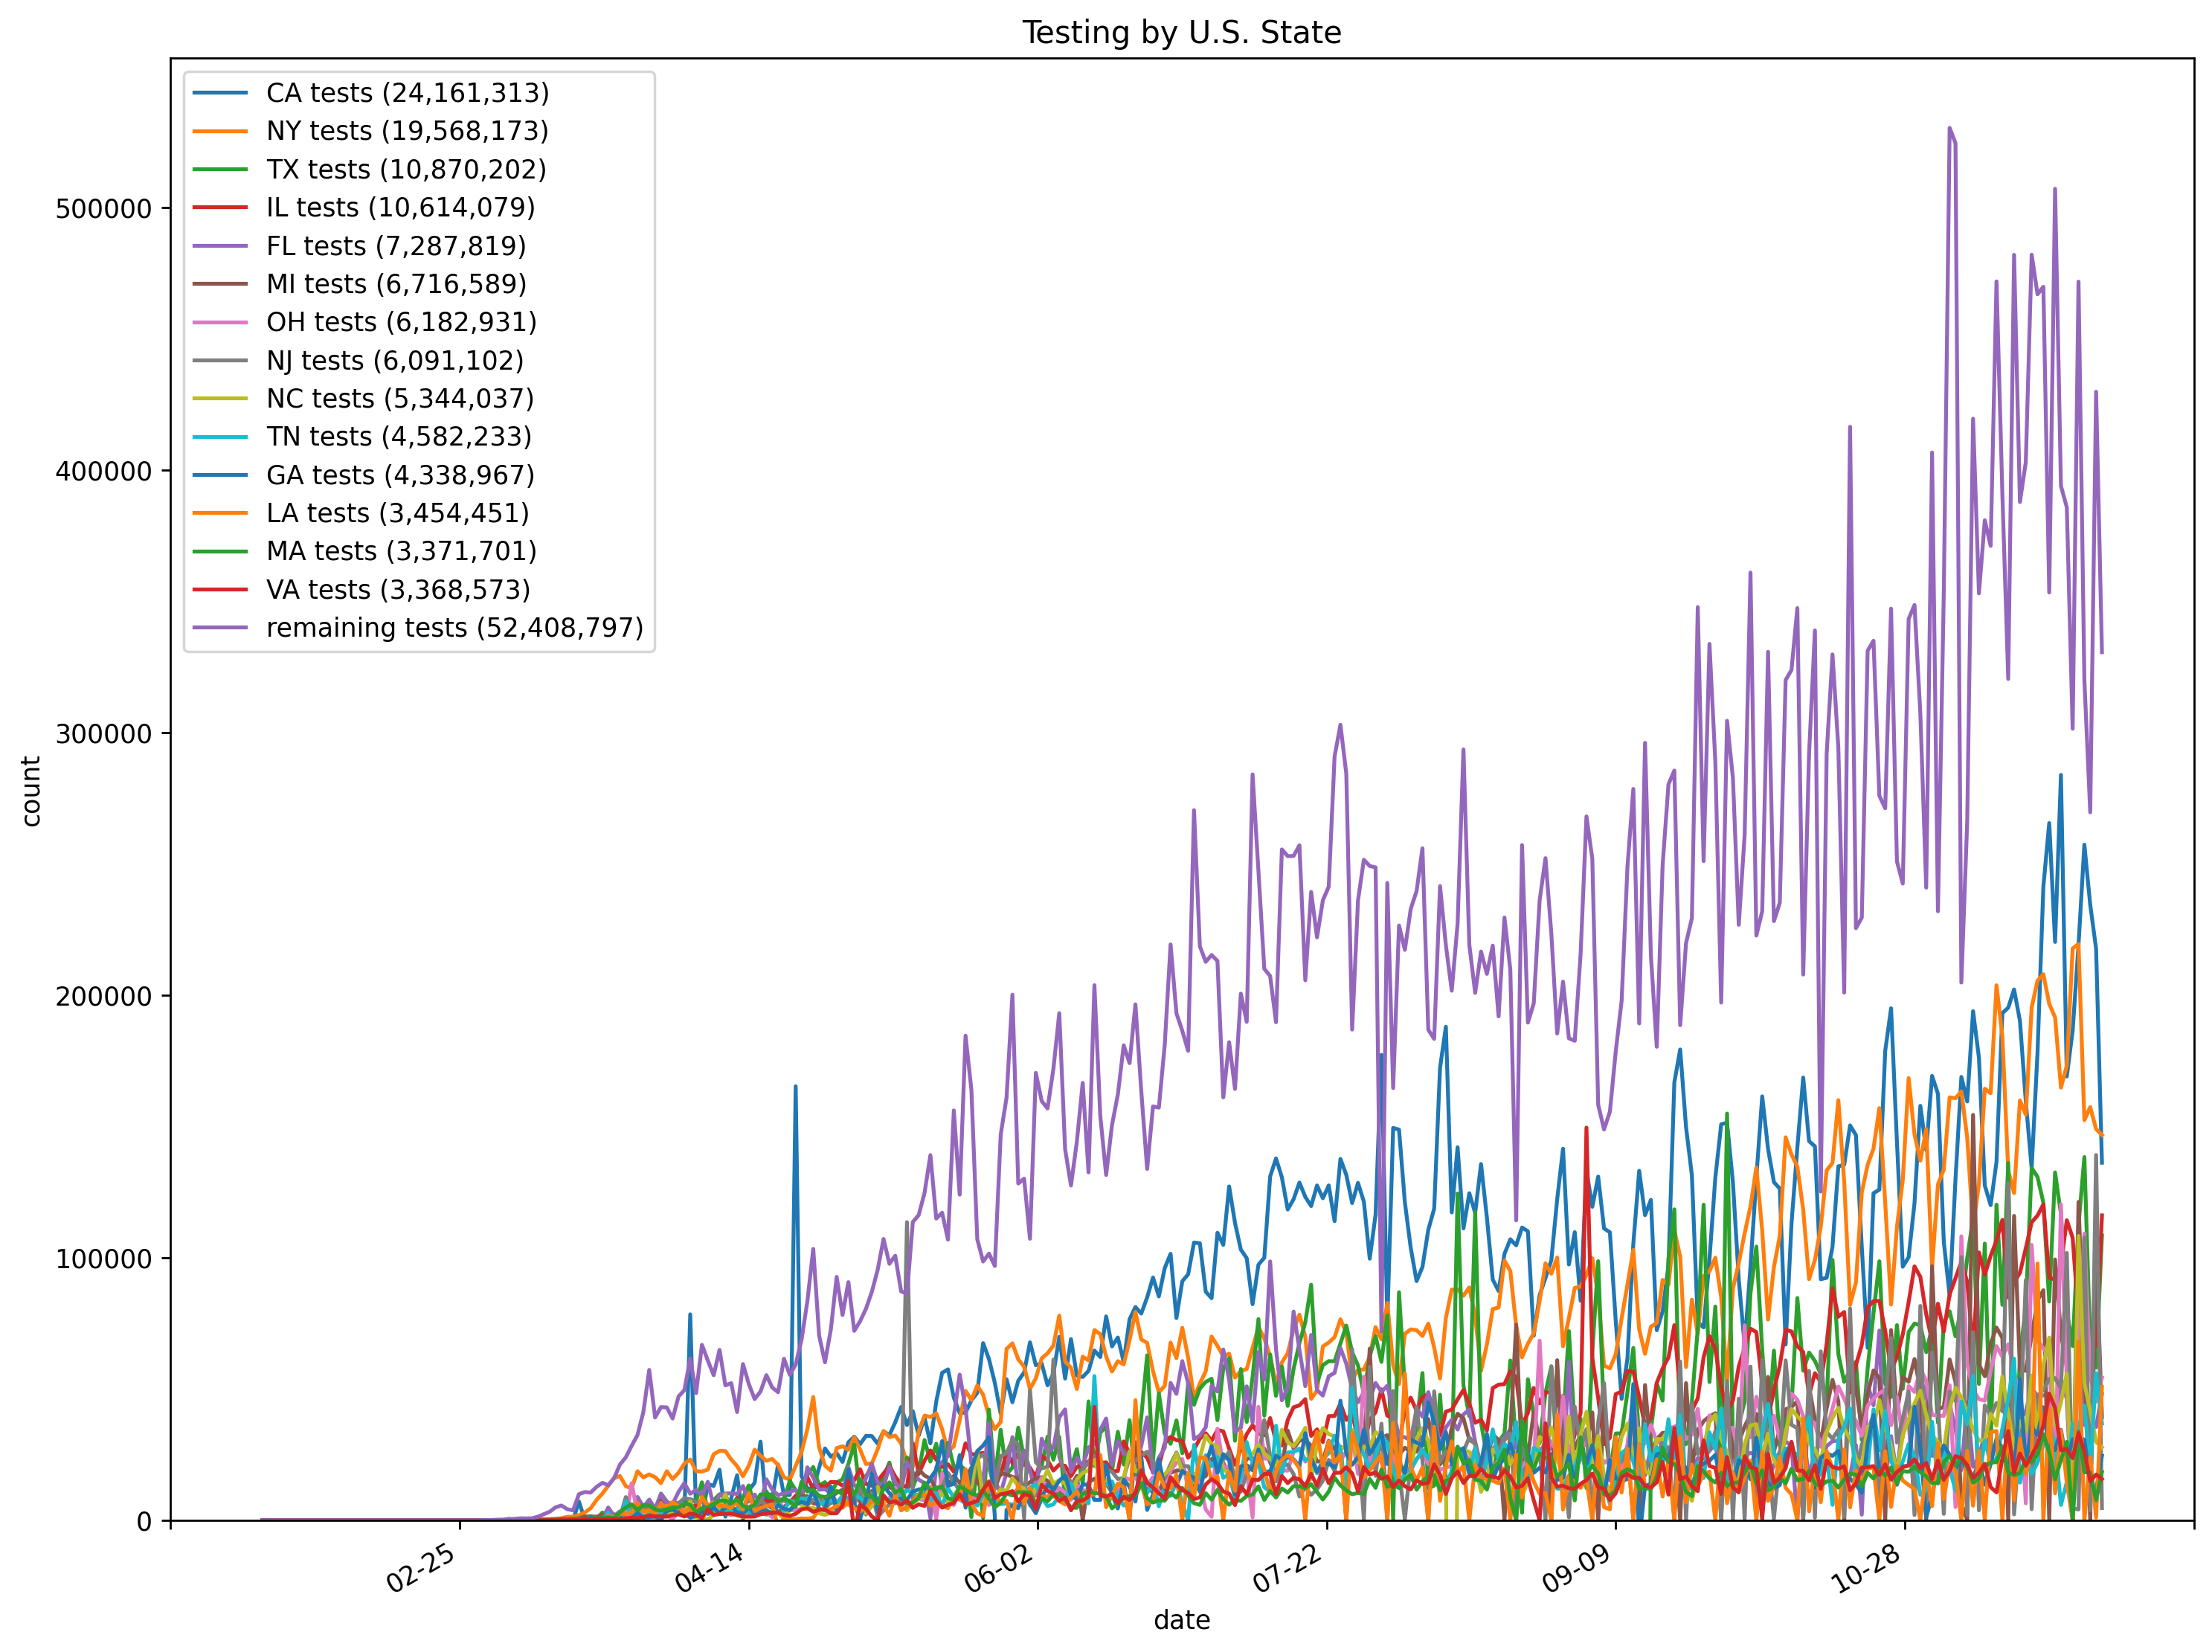 Testing by U.S. State
CA tests (24,161,313)
NY tests (19,568,173)
TX tests (10,870,202)
IL tests (10,614,079)
FL tests (7,287,819)
MI tests (6,716,589)
OH tests (6,182,931)
NJ tests (6,091,102)
NC tests (5,344,037)
TN tests (4,582,233)
GA tests (4,338,967)
LA tests (3,454,451)
MA tests (3,371,701)
VA tests (3,368,573)
remaining tests (52,408,797)
500000
400000
300000
200000
100000
0
count
02-25
04-14
06-02
07-22
09-09
10-28
date